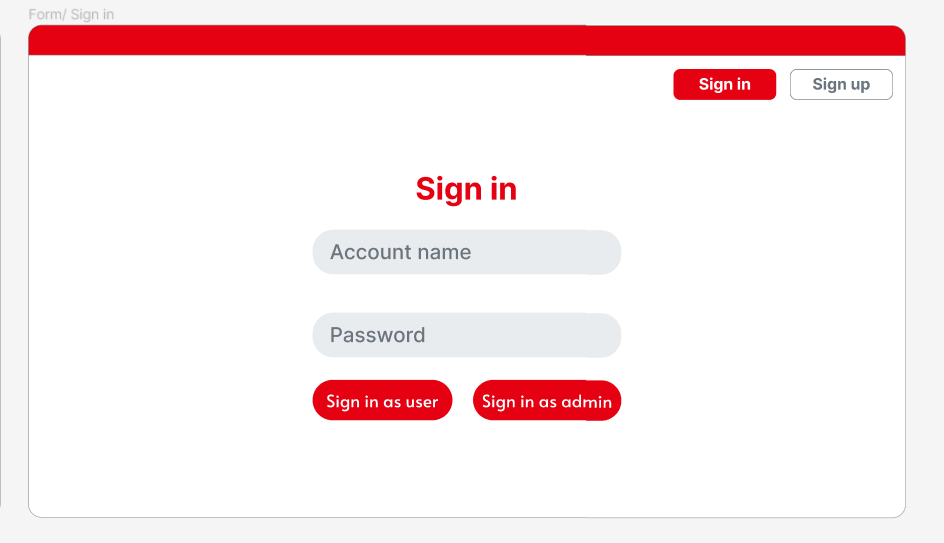 Form/ Sign in
Sign in
Sign up
Sign in
Account name
Password
Sign in as user
Sign in as admin